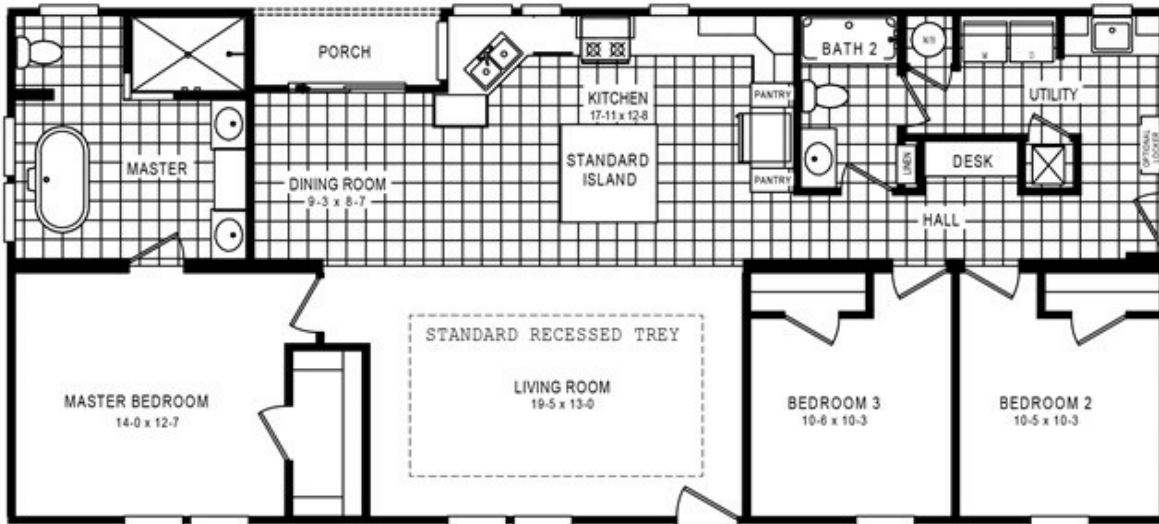 PORCH
BATH 2
W/H
W
D
KITCHEN
17-11 x 12-8
PANTRY
UTILITY
OPTIONAL
LOCKER
MASTER
STANDARD
ISLAND
LINEN
DESK
DINING ROOM
9-3 x 8-7
PANTRY
HALL
STANDARD RECESSED TREY
MASTER BEDROOM
14-0 x 12-7
LIVING ROOM
19-5 x 13-0
BEDROOM 3
10-6 x 10-3
BEDROOM 2
10-5 x 10-3